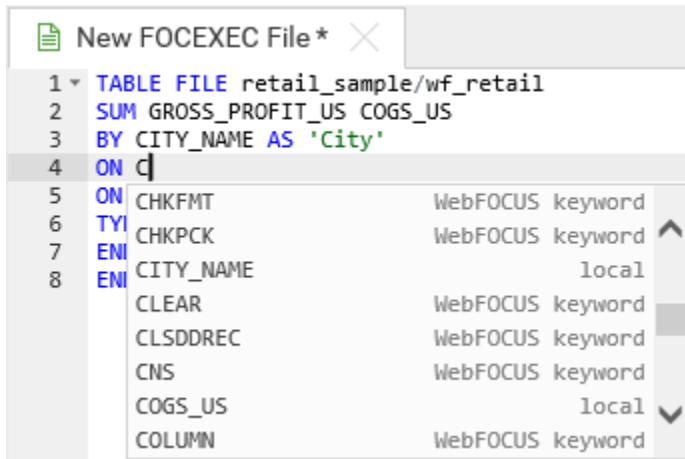 New FOCEXEC File *
1 TABLE FILE retail_sample/wf_retail
2 SUM GROSS_PROFIT_US COGS_US
3 BY CITY_NAME AS 'City'
4 ON C
5 ON
6 TY
7 EN
8 EN
CHKFMT WebFOCUS keyword
CHKPCK WebFOCUS keyword
CITY_NAME local
CLEAR WebFOCUS keyword
CLSDDREC WebFOCUS keyword
CNS WebFOCUS keyword
COGS_US local
COLUMN WebFOCUS keyword